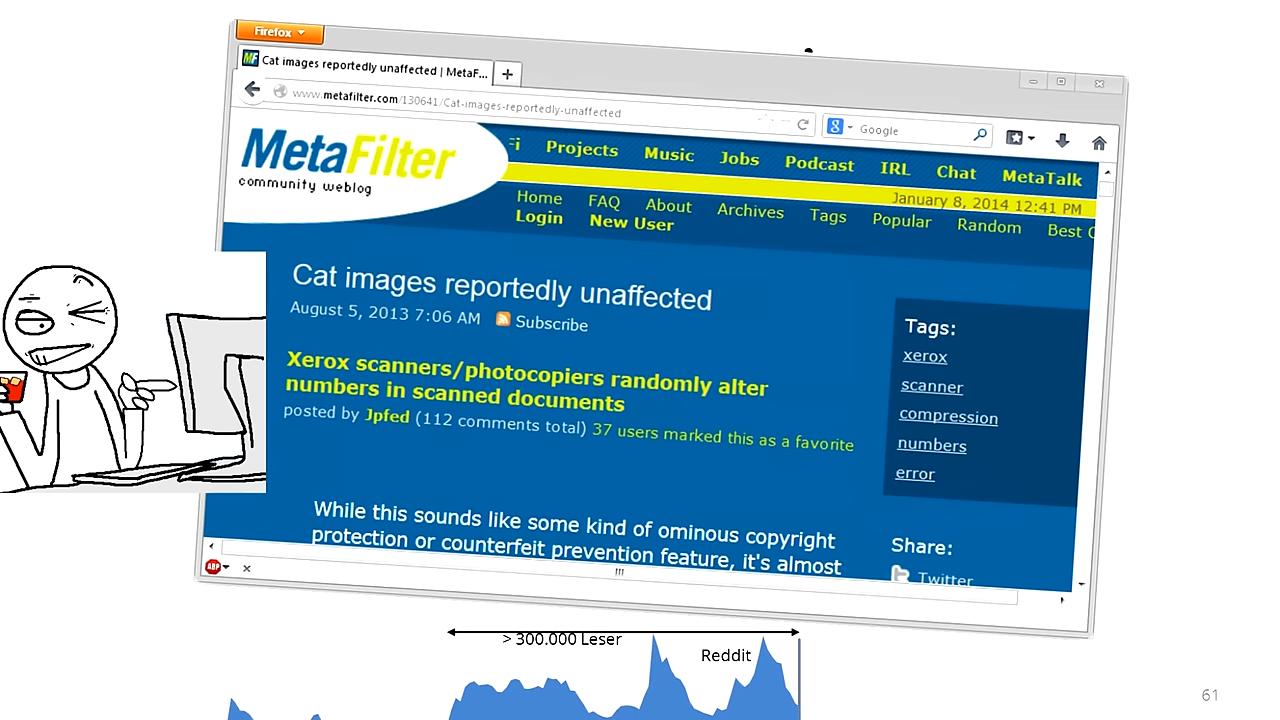 Firefox
Cat images reportedly unaffected | MetaF...
www.metafilter.com/130641/Cat-images-reportedly-unaffected
Google
MetaFilter
community weblog
Fi Projects Music Jobs Podcast IRL Chat MetaTalk
January 8, 2014 12:41 PM
Home FAQ About Archives Tags Popular Random Best
Login New User
Cat images reportedly unaffected
August 5, 2013 7:06 AM Subscribe
Xerox scanners/photocopiers randomly alter
numbers in scanned documents
posted by Jpfed (112 comments total) 37 users marked this as a favorite
While this sounds like some kind of ominous copyright
protection or counterfeit prevention feature, it's almost
Tags:
xerox
scanner
compression
numbers
error
Share:
Twitter
ABP
> 300.000 Leser
Reddit
61